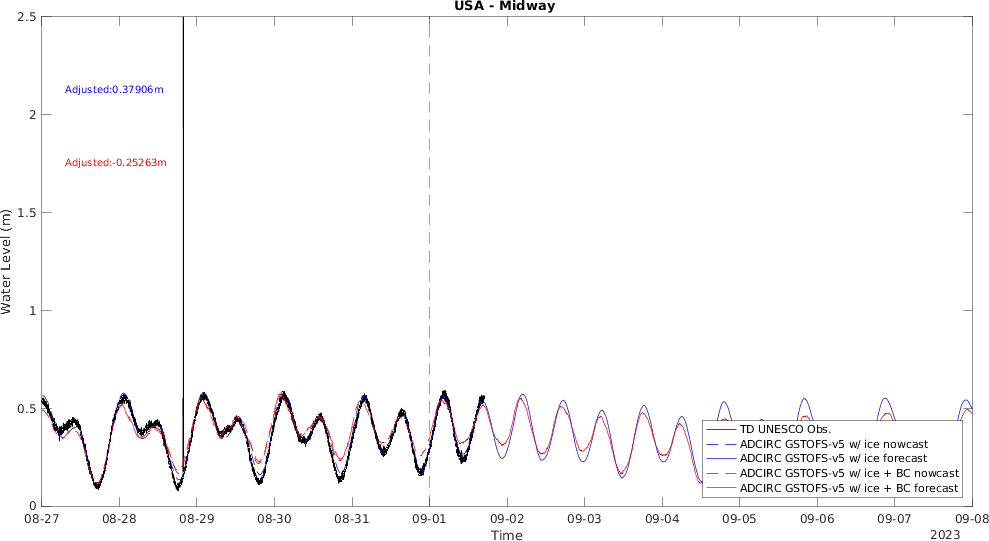 USA - Midway
2.5
2
1.5
1
0.5
0
Water Level (m)
Adjusted:0.37906m
Adjusted:-0.25263m
TD UNESCO Obs.
ADCIRC GSTOFS-v5 w/ ice nowcast
ADCIRC GSTOFS-v5 w/ ice forecast
ADCIRC GSTOFS-v5 w/ ice + BC nowcast
ADCIRC GSTOFS-v5 w/ ice + BC forecast
08-27 08-28 08-29 08-30 08-31 09-01 09-02 09-03 09-04 09-05 09-06 09-07 09-08
Time
2023